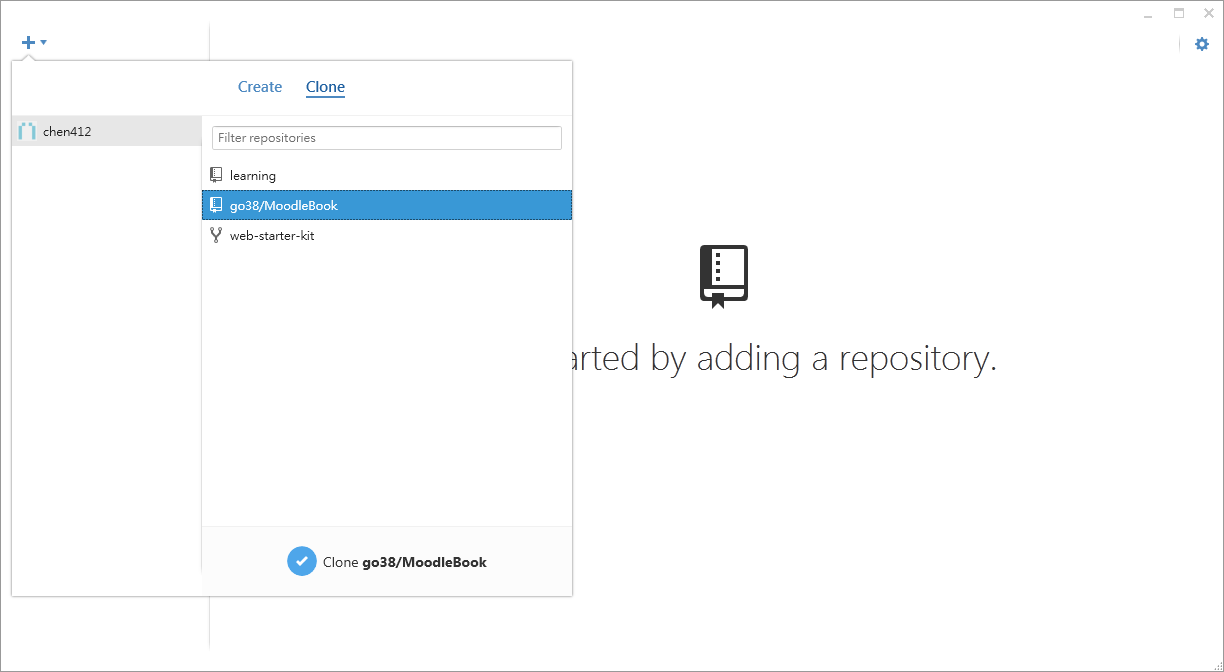 Create Clone
chen412
Filter repositories
learning
go38/MoodleBook
web-starter-kit
arted by adding a repository.
Clone go38/MoodleBook